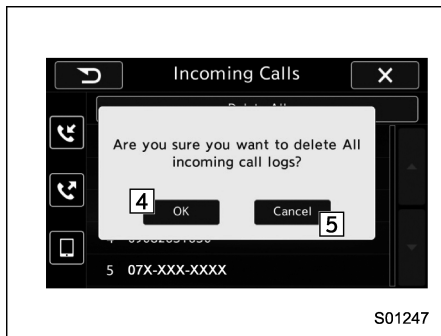 Incoming Calls
Are you sure you want to delete All
incoming call logs?
4
OK
Cancel
5
5 07X-XXX-XXXX
S01247